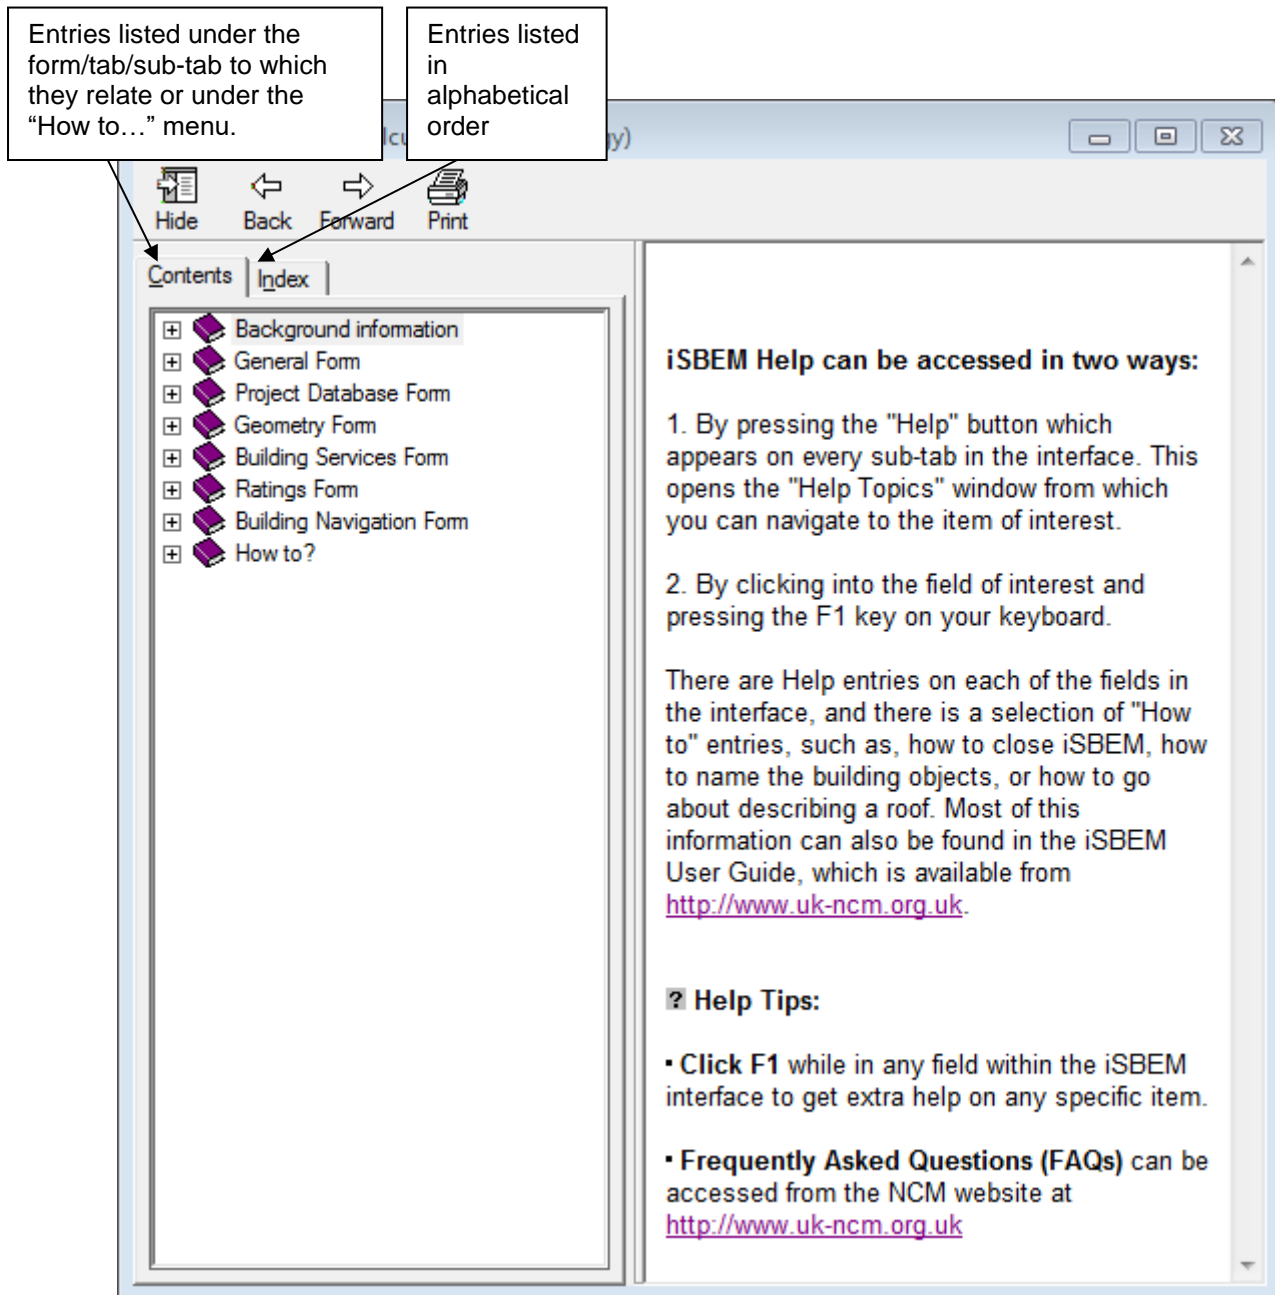 Entries listed under the
form/tab/sub-tab to which
they relate or under the
“How to…” menu.
Entries listed
in
alphabetical
order
Hide Back Forward Print
Contents Index
Background information
General Form
Project Database Form
Geometry Form
Building Services Form
Ratings Form
Building Navigation Form
How to?
iSBEM Help can be accessed in two ways:
1. By pressing the "Help" button which
appears on every sub-tab in the interface. This
opens the "Help Topics" window from which
you can navigate to the item of interest.
2. By clicking into the field of interest and
pressing the F1 key on your keyboard.
There are Help entries on each of the fields in
the interface, and there is a selection of "How
to" entries, such as, how to close iSBEM, how
to name the building objects, or how to go
about describing a roof. Most of this
information can also be found in the iSBEM
User Guide, which is available from
http://www.uk-ncm.org.uk.
? Help Tips:
▪ Click F1 while in any field within the iSBEM
interface to get extra help on any specific item.
▪ Frequently Asked Questions (FAQs) can be
accessed from the NCM website at
http://www.uk-ncm.org.uk